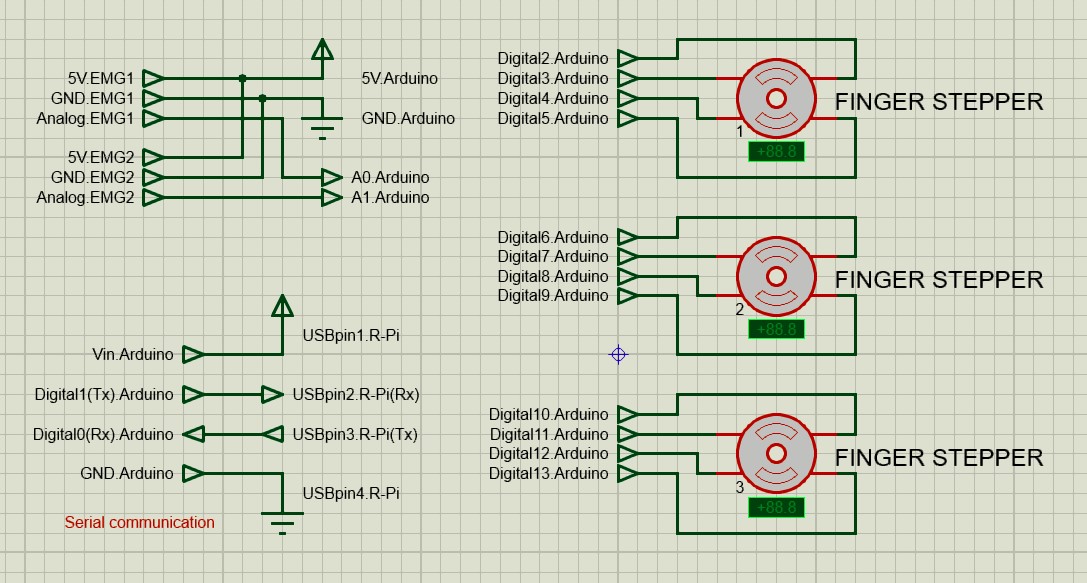 5V.EMG1
GND.EMG1
Analog.EMG1
5V.EMG2
GND.EMG2
Analog.EMG2
5V.Arduino
GND.Arduino
A0.Arduino
A1.Arduino
Vin.Arduino
USBpin1.R-Pi
Digital1(Tx).Arduino
USBpin2.R-Pi(Rx)
Digital0(Rx).Arduino
USBpin3.R-Pi(Tx)
GND.Arduino
USBpin4.R-Pi
Serial communication
Digital2.Arduino
Digital3.Arduino
Digital4.Arduino
Digital5.Arduino
1
+88.8
FINGER STEPPER
Digital6.Arduino
Digital7.Arduino
Digital8.Arduino
Digital9.Arduino
2
+88.8
FINGER STEPPER
Digital10.Arduino
Digital11.Arduino
Digital12.Arduino
Digital13.Arduino
3
+88.8
FINGER STEPPER